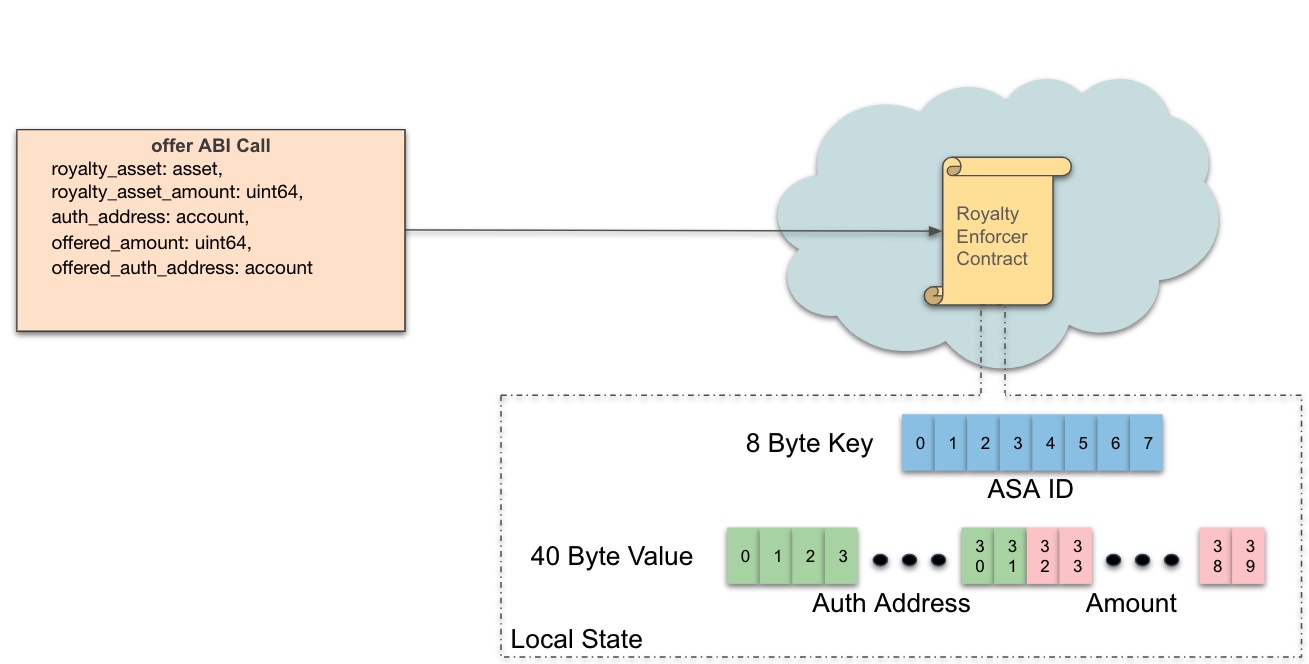 offer ABI Call
royalty_asset: asset,
royalty_asset_amount: uint64,
auth_address: account,
offered_amount: uint64,
offered_auth_address: account
Royalty
Enforcer
Contract
8 Byte Key
0 1 2 3 4 5 6 7
ASA ID
40 Byte Value
0 1 2 3 30 31 32 33 38 39
Auth Address
Amount
Local State